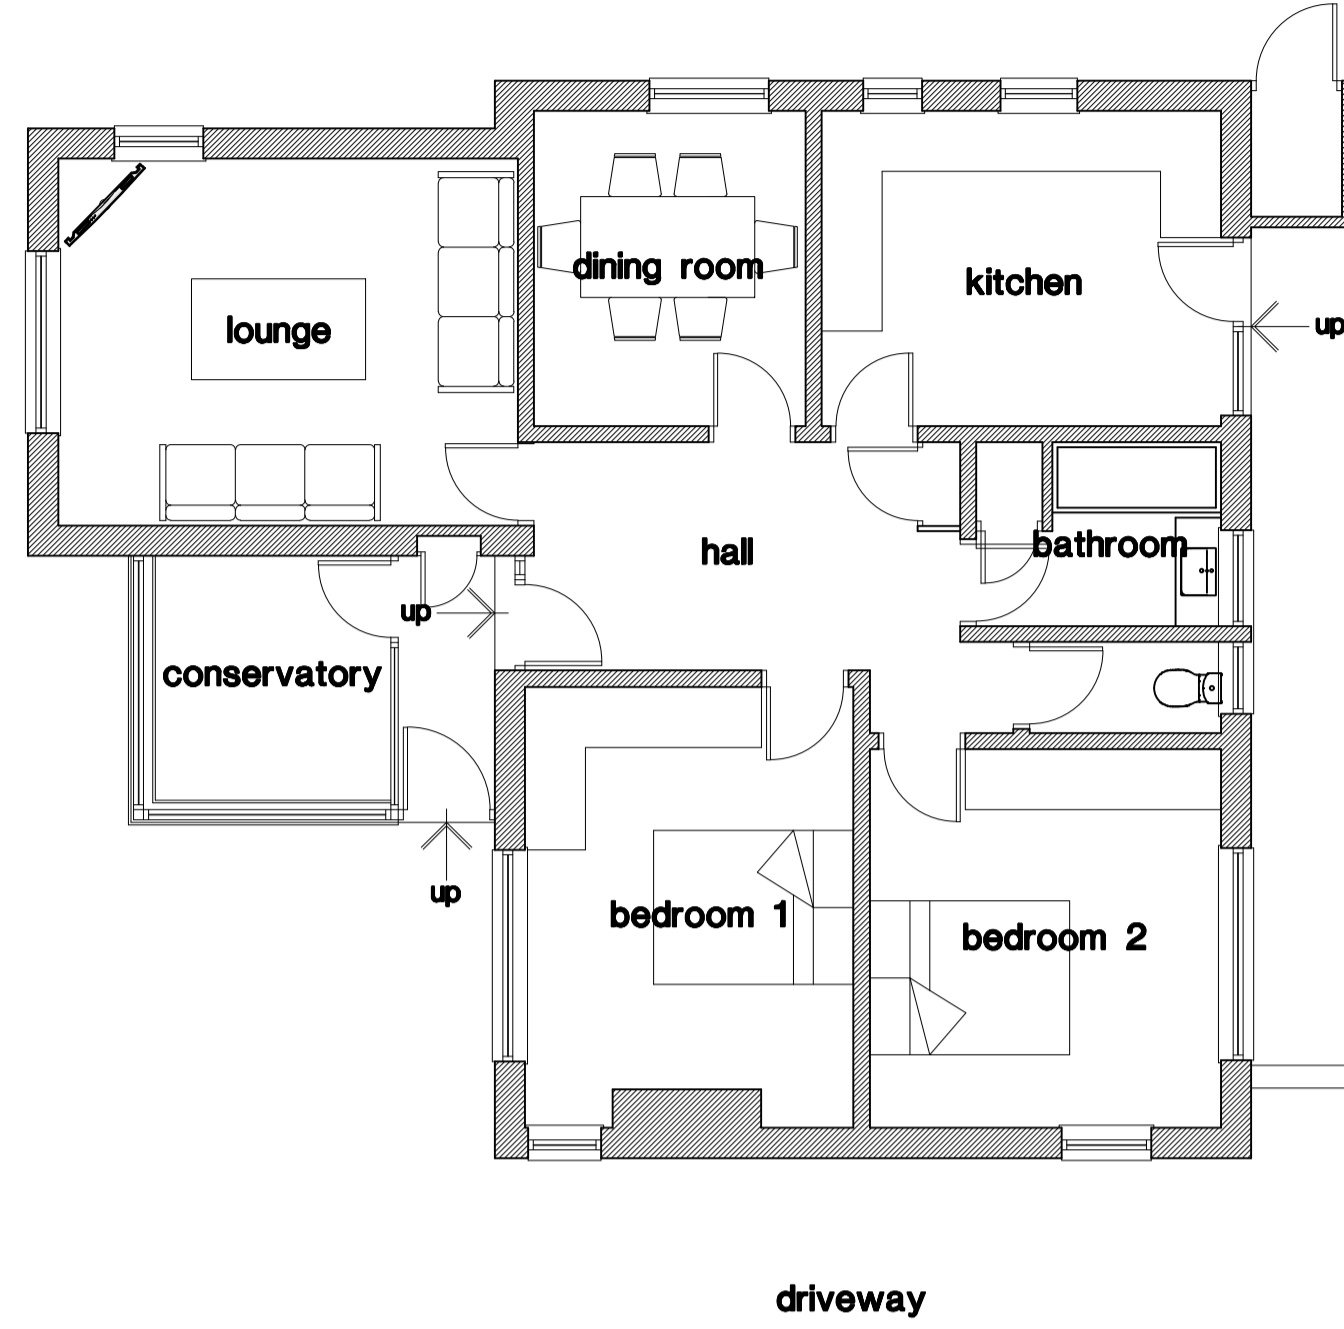 dining room
kitchen
lounge
up
hall
bathroom
up
conservatory
up
bedroom 1
bedroom 2
driveway